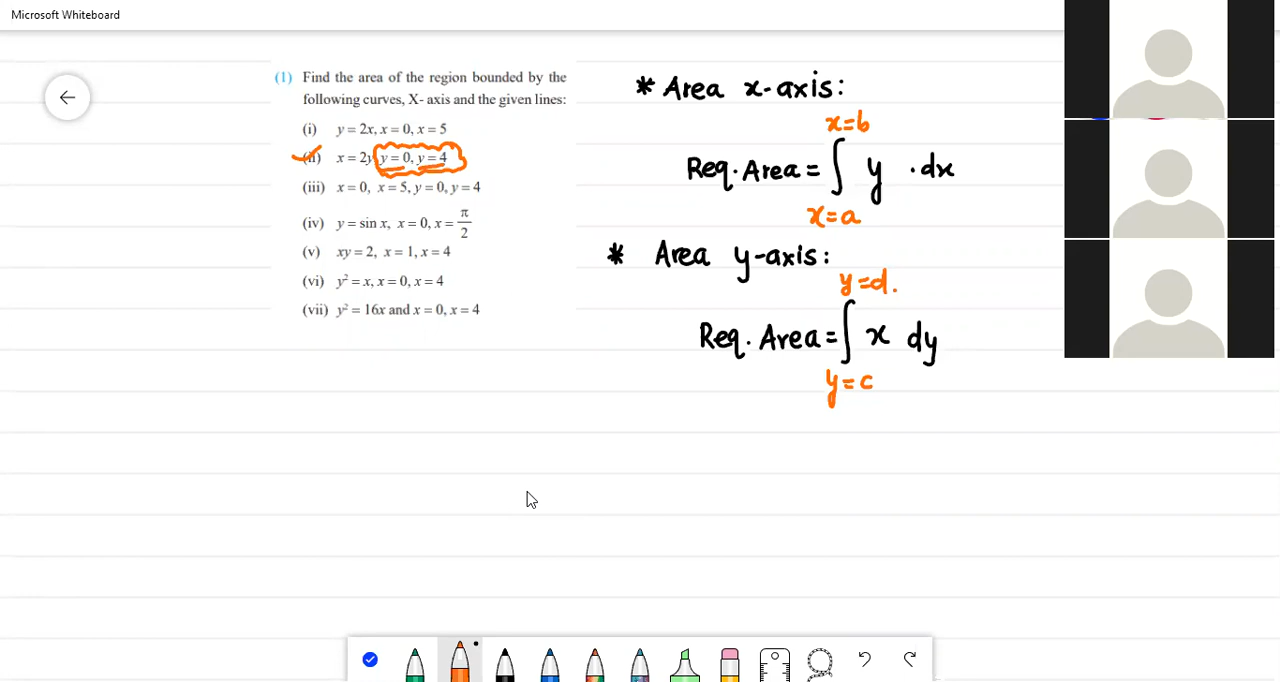 Microsoft Whiteboard
(1) Find the area of the region bounded by the
following curves, X- axis and the given lines:
(i) y = 2x, x = 0, x = 5
(ii) x = 2y y = 0, y = 4
(iii) x = 0, x = 5, y = 0, y = 4
(iv) y = sin x, x = 0, x = π/2
(v) xy = 2, x = 1, x = 4
(vi) y² = x, x = 0, x = 4
(vii) y² = 16x and x = 0, x = 4
* Area x-axis:
x=b
Req. Area = ∫ y .dx
x=a
* Area y-axis:
y=d.
Req. Area = ∫ x dy
y=c